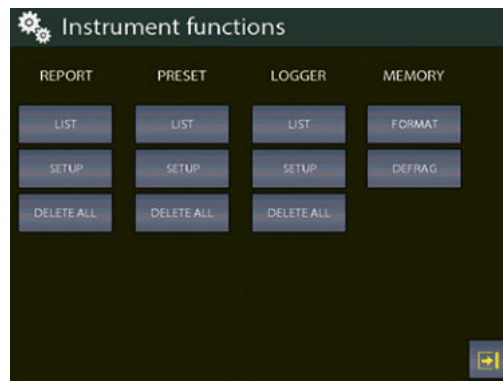 Instrument functions
REPORT PRESET LOGGER MEMORY
LIST LIST LIST FORMAT
SETUP SETUP SETUP DEFRAG
DELETE ALL DELETE ALL DELETE ALL